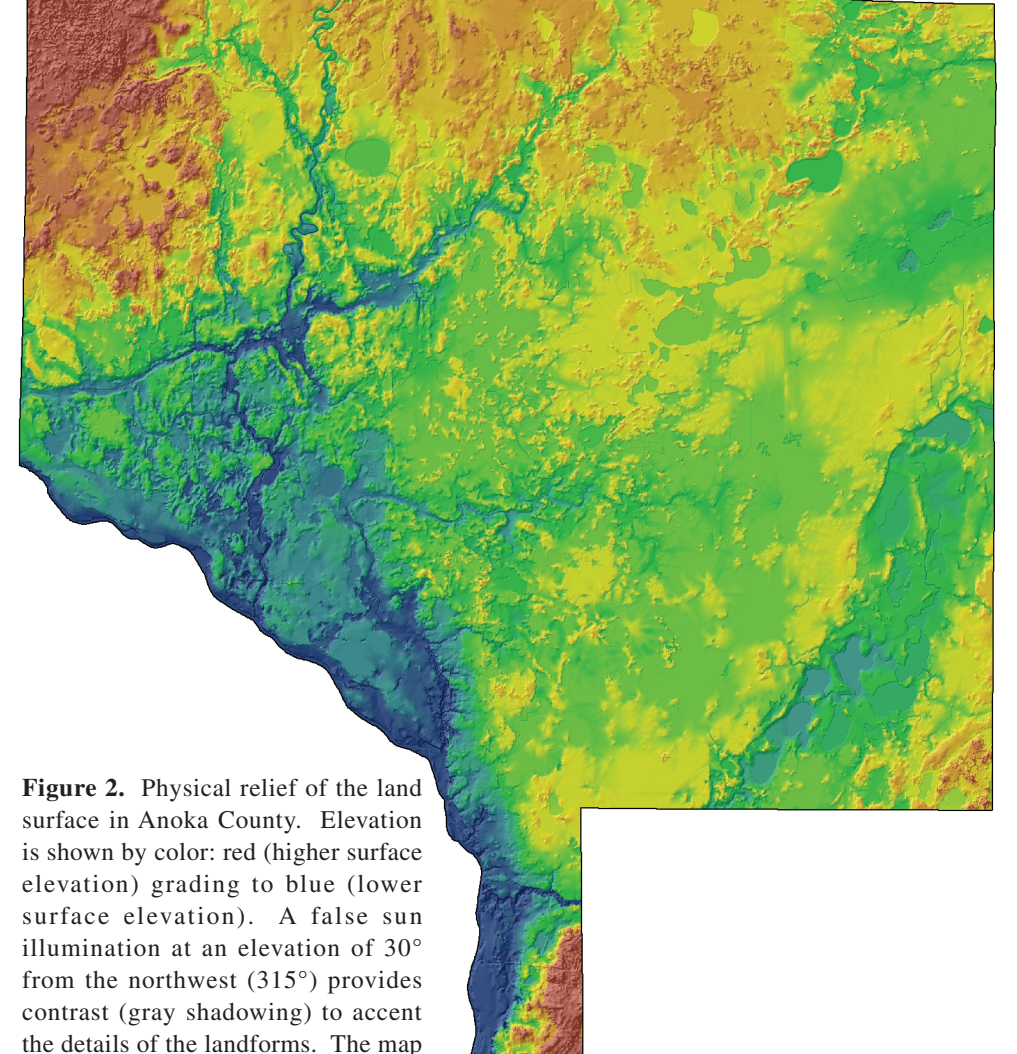 Figure 2. Physical relief of the land
surface in Anoka County. Elevation
is shown by color: red (higher surface
elevation) grading to blue (lower
surface elevation). A false sun
illumination at an elevation of 30°
from the northwest (315°) provides
contrast (gray shadowing) to accent
the details of the landforms. The map